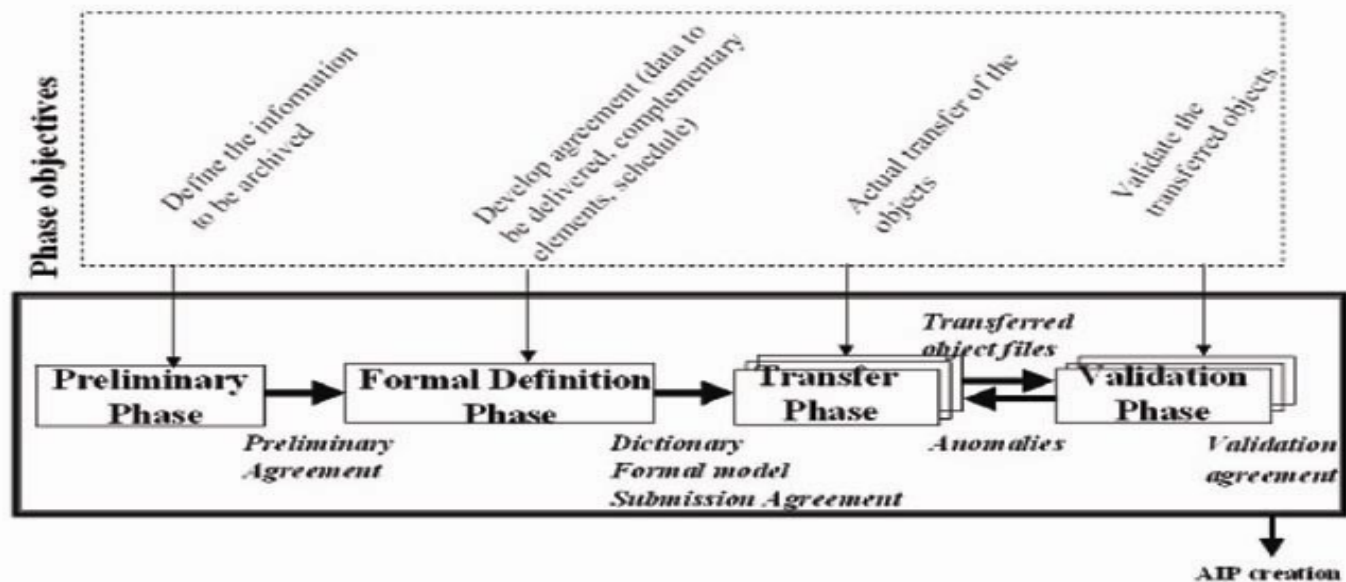 Phase objectives
Define the information
to be archived
Develop agreement (data to
be delivered, complementary
elements, schedule)
Actual transfer of the
objects
Validate the
transferred objects
Preliminary
Phase
Preliminary
Agreement
Formal Definition
Phase
Dictionary
Formal model
Submission Agreement
Transfer
Phase
Transferred
object files
Anomalies
Validation
Phase
Validation
agreement
AIP creation